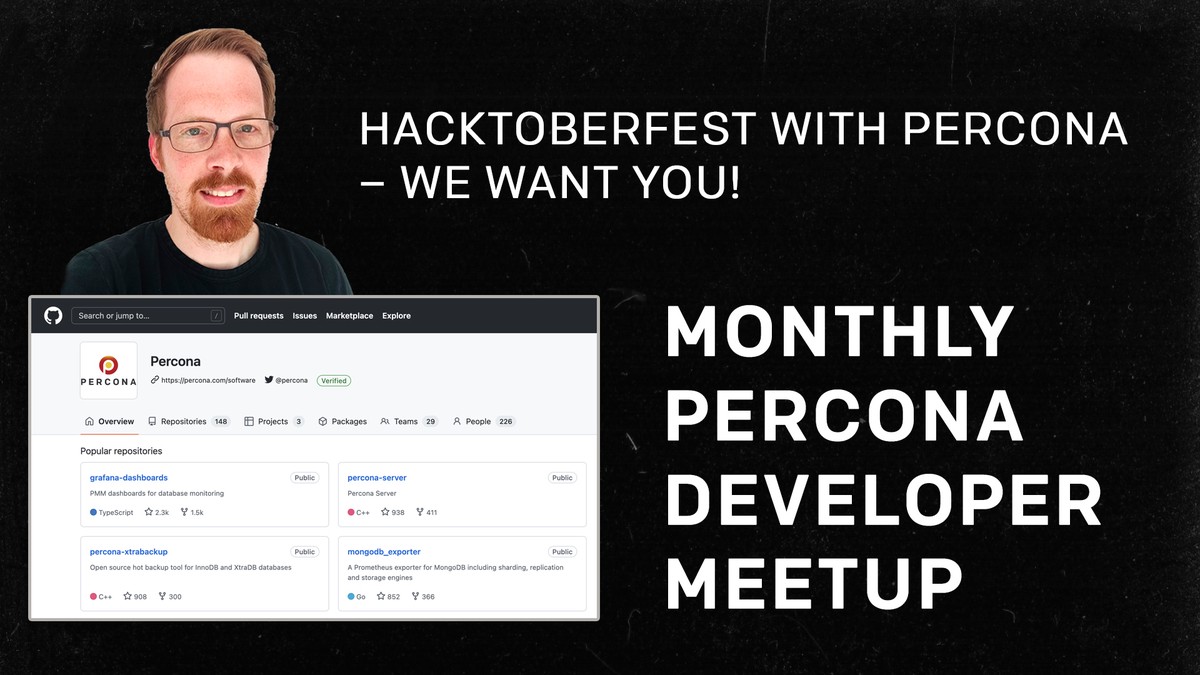 HACKTOBERFEST WITH PERCONA
– WE WANT YOU!
Search or jump to... /
Pull requests Issues Marketplace Explore
PERCONA
Percona
https://percona.com/software @percona Verified
Overview Repositories 148 Projects 3 Packages Teams 29 People 226
Popular repositories
grafana-dashboards Public
PMM dashboards for database monitoring
TypeScript 2.3k 1.5k
percona-server Public
Percona Server
C++ 938 411
percona-xtrabackup Public
Open source hot backup tool for InnoDB and XtraDB databases
C++ 908 300
mongodb_exporter Public
A Prometheus exporter for MongoDB including sharding, replication
and storage engines
Go 852 366
MONTHLY
PERCONA
DEVELOPER
MEETUP